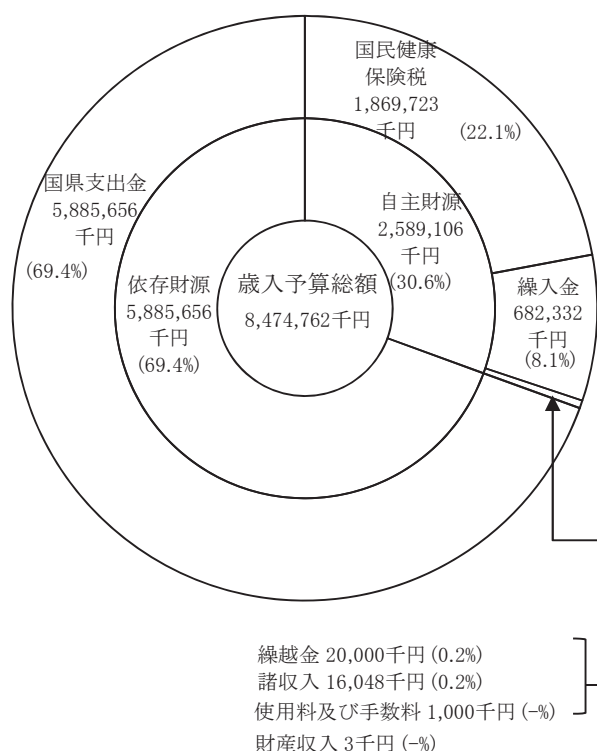 国民健康
保険税
1,869,723
千円
(22.1%)
国県支出金
5,885,656
千円
(69.4%)
自主財源
2,589,106
千円
(30.6%)
依存財源
5,885,656
千円
(69.4%)
歳入予算総額
8,474,762千円
繰入金
682,332
千円
(8.1%)
繰越金 20,000千円 (0.2%)
諸収入 16,048千円 (0.2%)
使用料及び手数料 1,000千円 (-%)
財産収入 3千円 (-%)